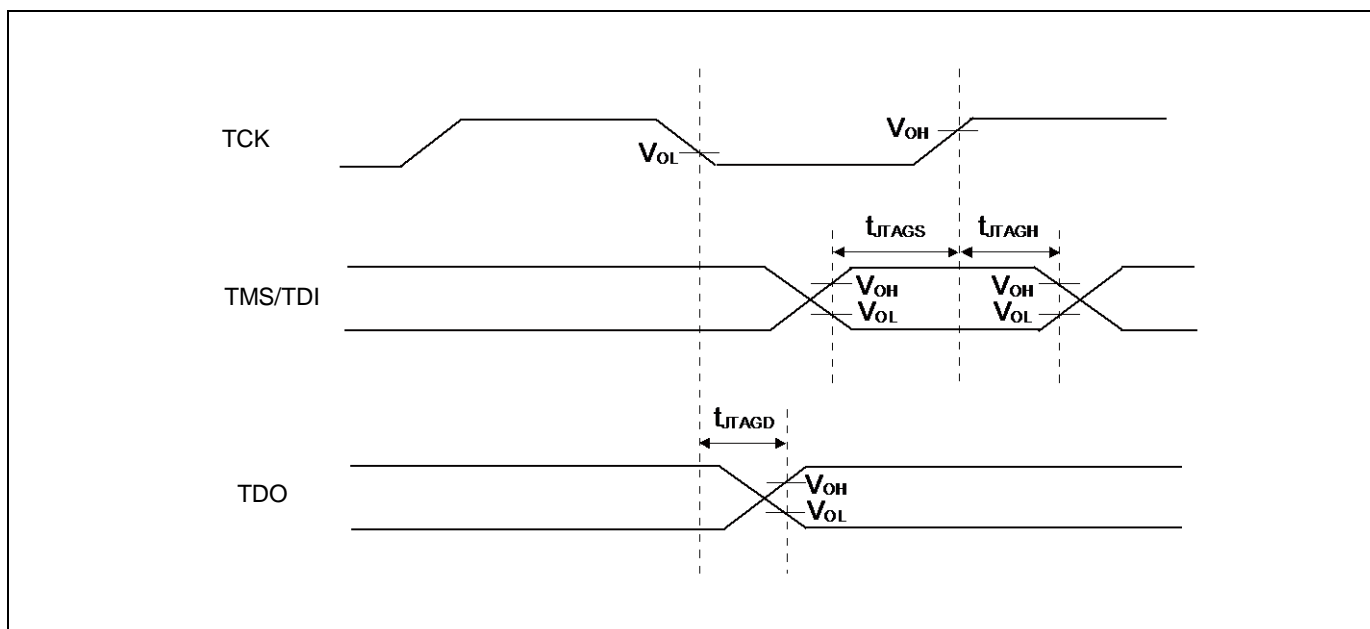 TCK
VOL
VOH
tJTAGS
tJTAGH
TMS/TDI
VOH
VOL
VOH
VOL
tJTAGD
TDO
VOH
VOL